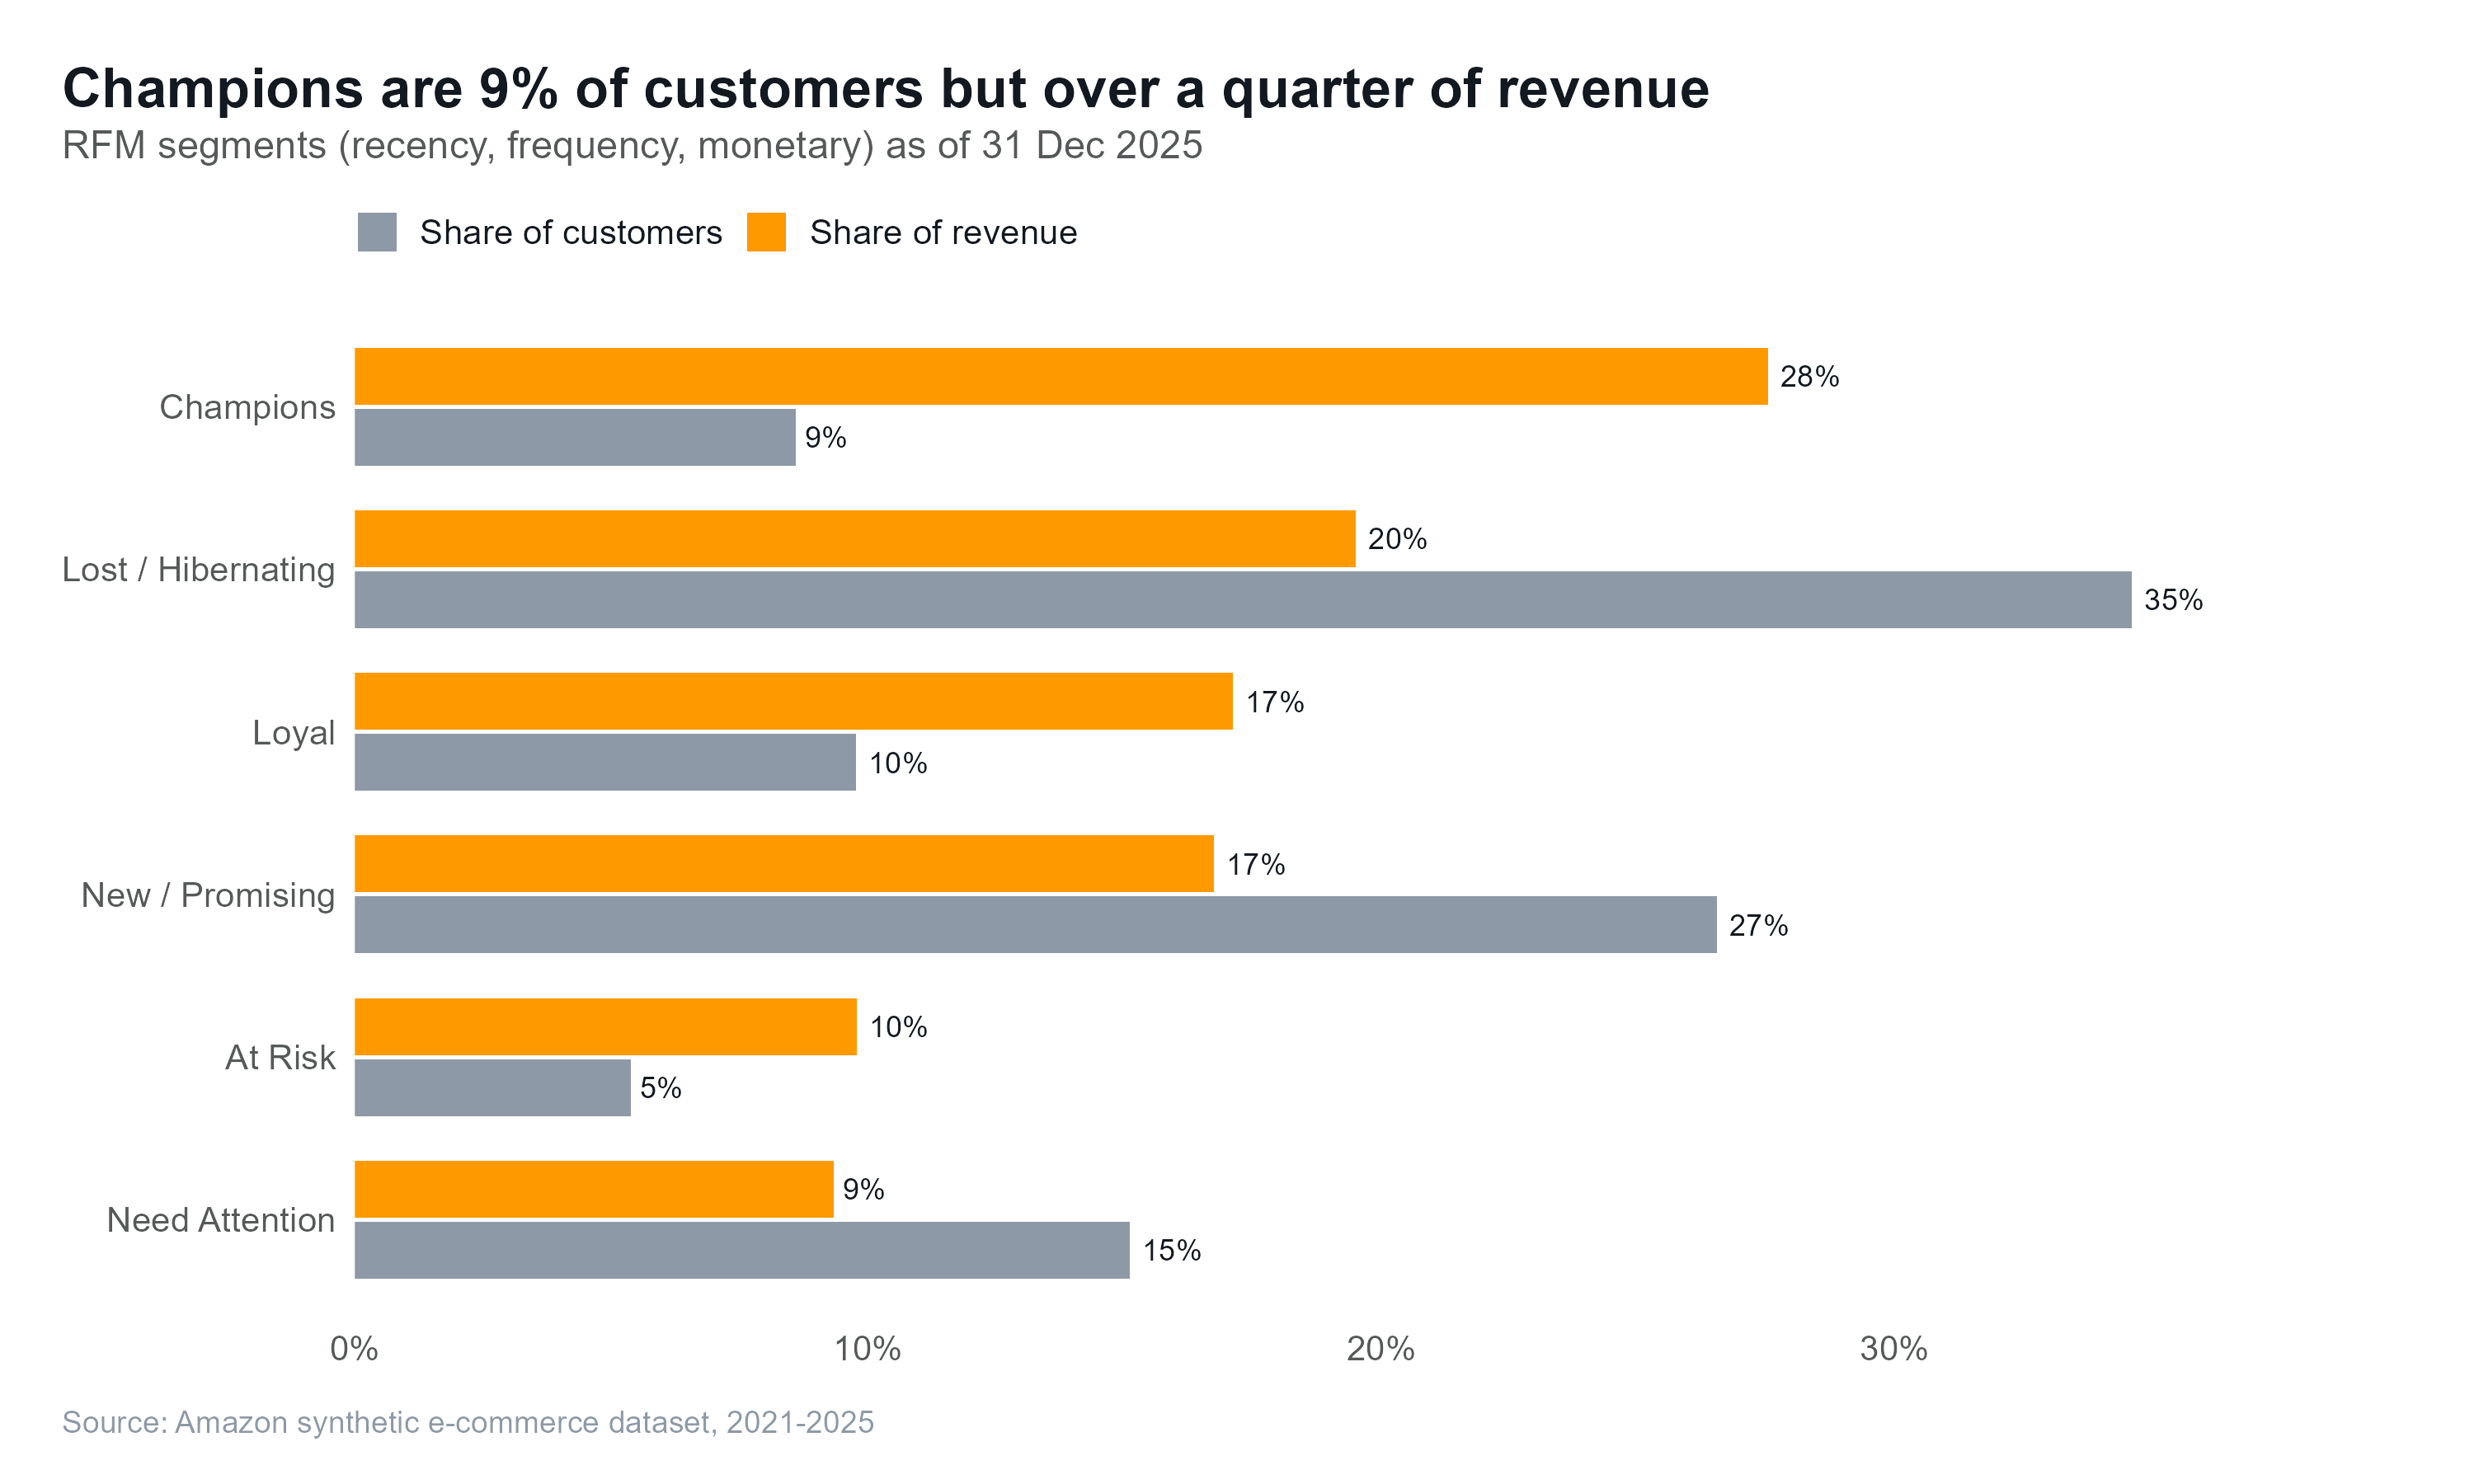 Champions are 9% of customers but over a quarter of revenue
RFM segments (recency, frequency, monetary) as of 31 Dec 2025
Share of customers Share of revenue
28%
Champions
9%
20%
Lost / Hibernating
35%
17%
Loyal
10%
17%
New / Promising
27%
10%
At Risk
5%
9%
Need Attention
15%
0% 10% 20% 30%
Source: Amazon synthetic e-commerce dataset, 2021-2025